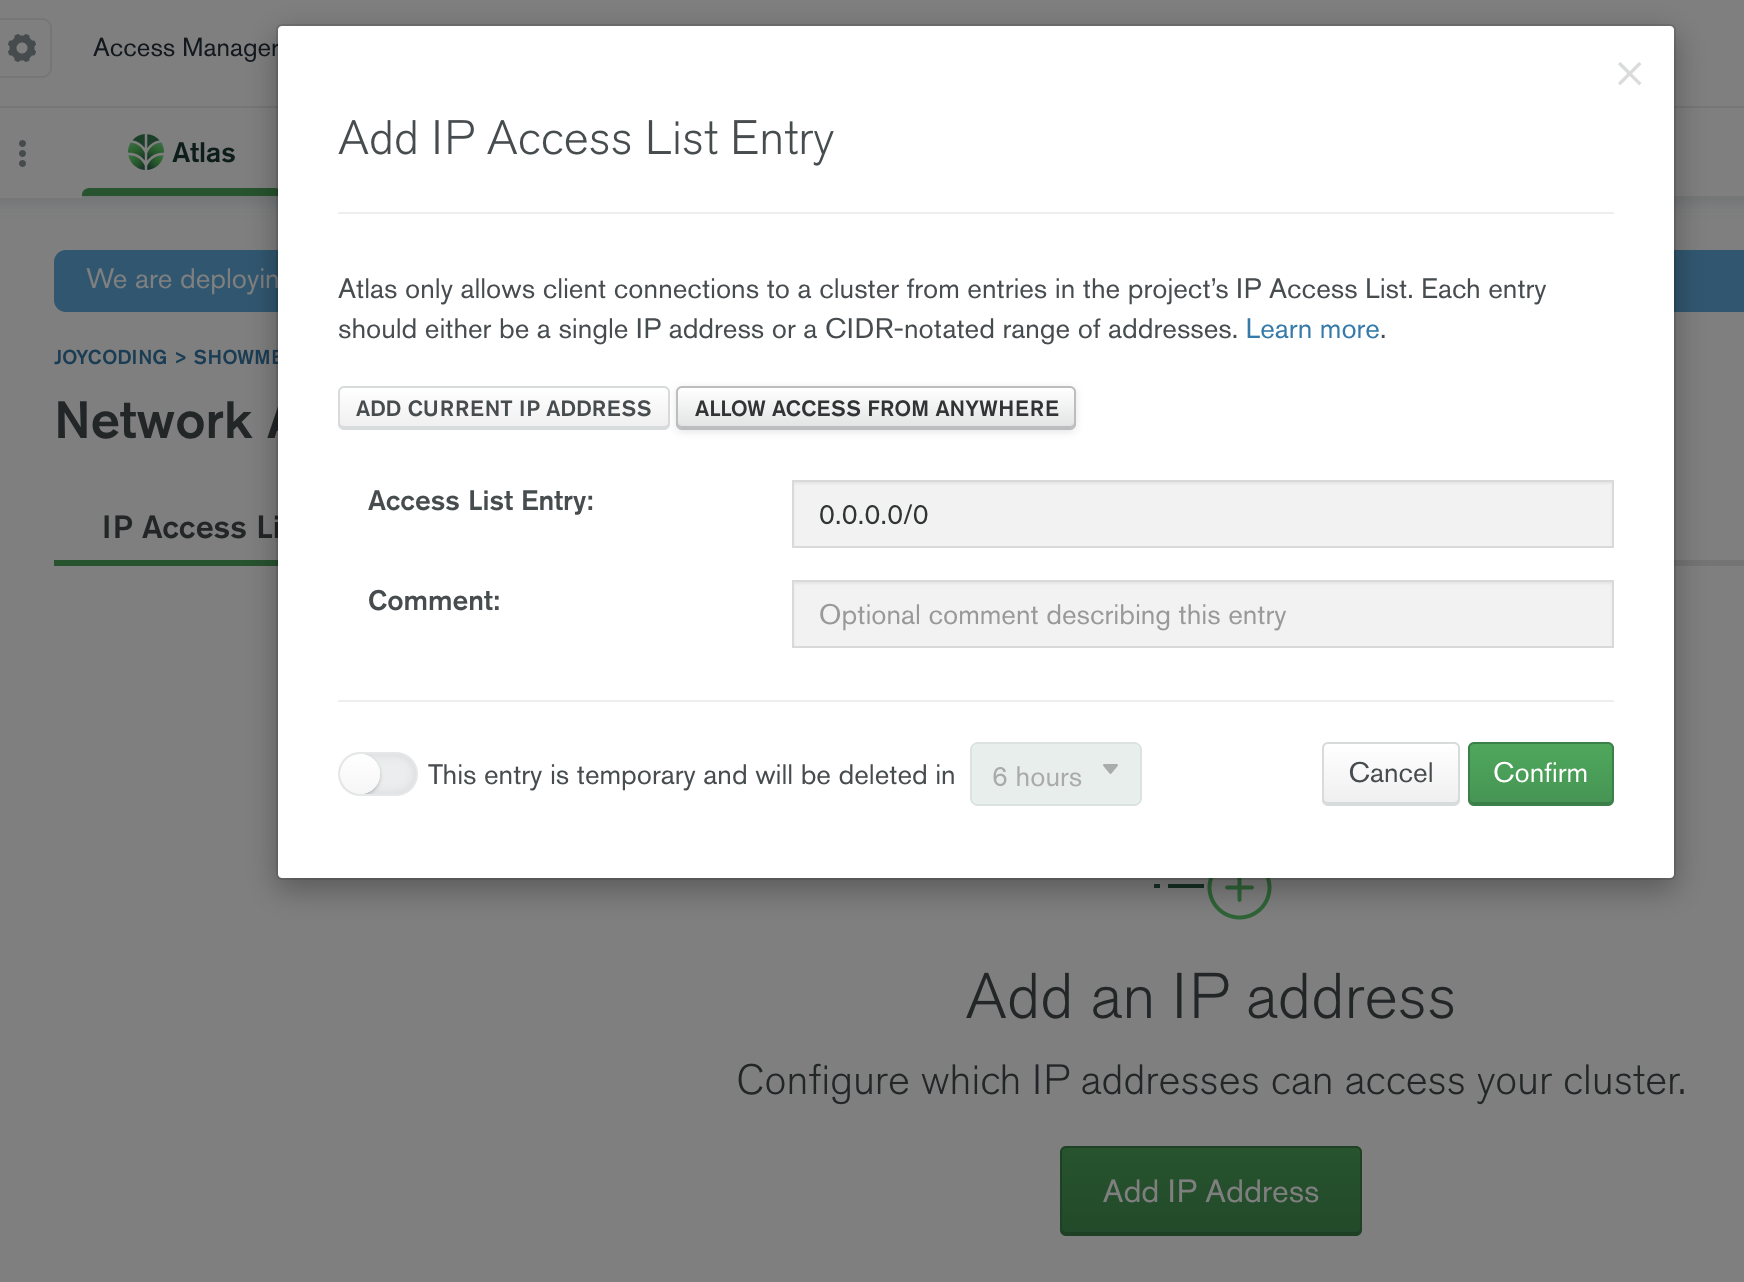 Access Manager
Atlas
We are deployin
JOYCODING > SHOWME
Network
IP Access Li
Add IP Access List Entry
Atlas only allows client connections to a cluster from entries in the project's IP Access List. Each entry
should either be a single IP address or a CIDR-notated range of addresses. Learn more.
ADD CURRENT IP ADDRESS
ALLOW ACCESS FROM ANYWHERE
Access List Entry:
0.0.0.0/0
Comment:
Optional comment describing this entry
This entry is temporary and will be deleted in
6 hours
Cancel
Confirm
Add an IP address
Configure which IP addresses can access your cluster.
Add IP Address